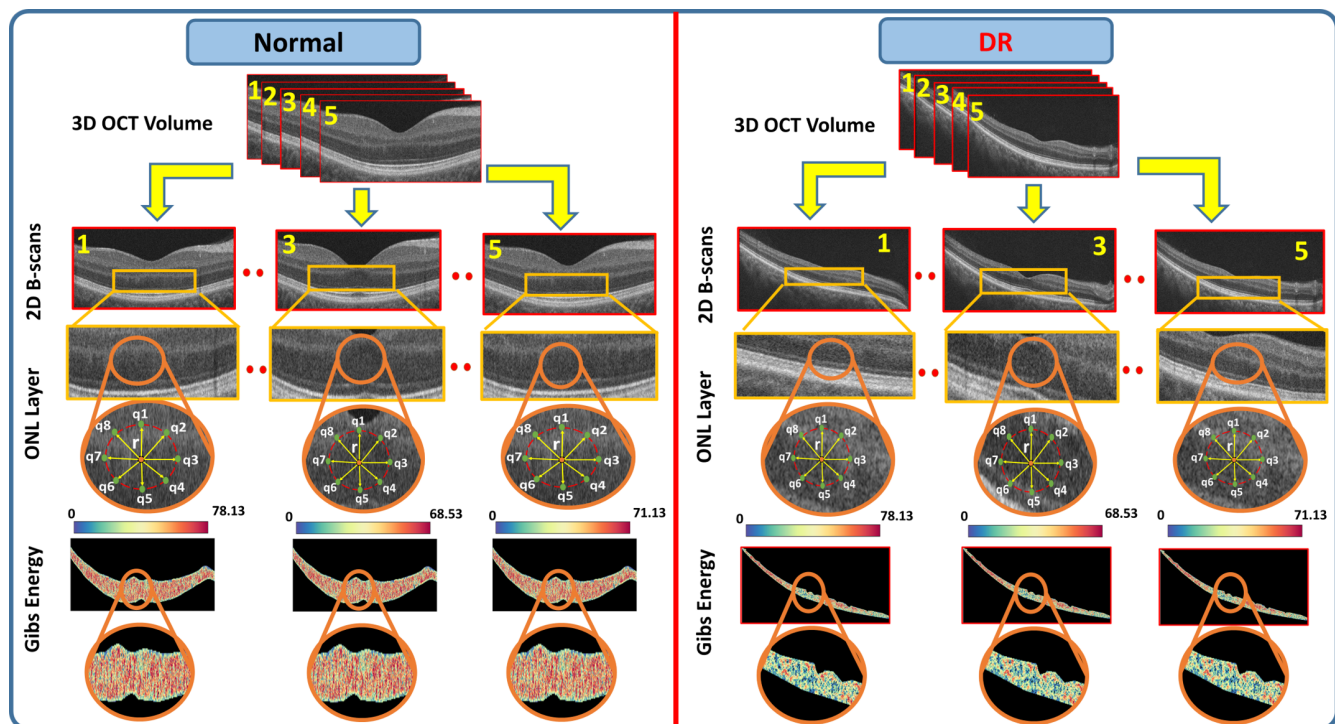 Normal
3D OCT Volume
1
2
3
4
5
2D B-scans
1
3
5
ONL Layer
q1
q2
q3
q4
q5
q6
q7
q8
r
q1
q2
q3
q4
q5
q6
q7
q8
r
q1
q2
q3
q4
q5
q6
q7
q8
r
Gibs Energy
0 78.13
0 68.53
0 71.13
DR
3D OCT Volume
1
2
3
4
5
2D B-scans
1
3
5
ONL Layer
q1
q2
q3
q4
q5
q6
q7
q8
r
q1
q2
q3
q4
q5
q6
q7
q8
r
q1
q2
q3
q4
q5
q6
q7
q8
r
Gibs Energy
0 78.13
0 68.53
0 71.13